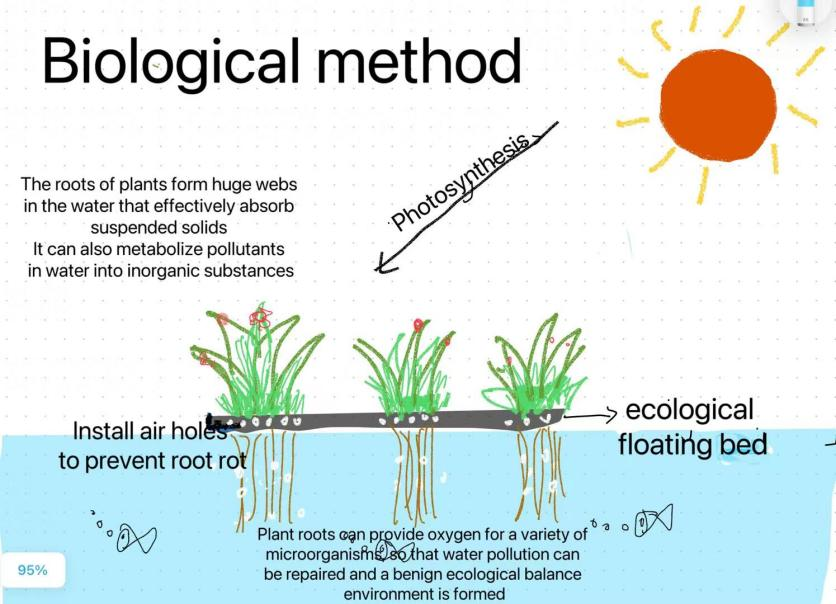 Biological method
Photosynthesis
The roots of plants form huge webs
in the water that effectively absorb
suspended solids
It can also metabolize pollutants
in water into inorganic substances
Install air holes
to prevent root rot
ecological
floating bed
Plant roots can provide oxygen for a variety of
microorganisms, so that water pollution can
be repaired and a benign ecological balance
environment is formed
95%